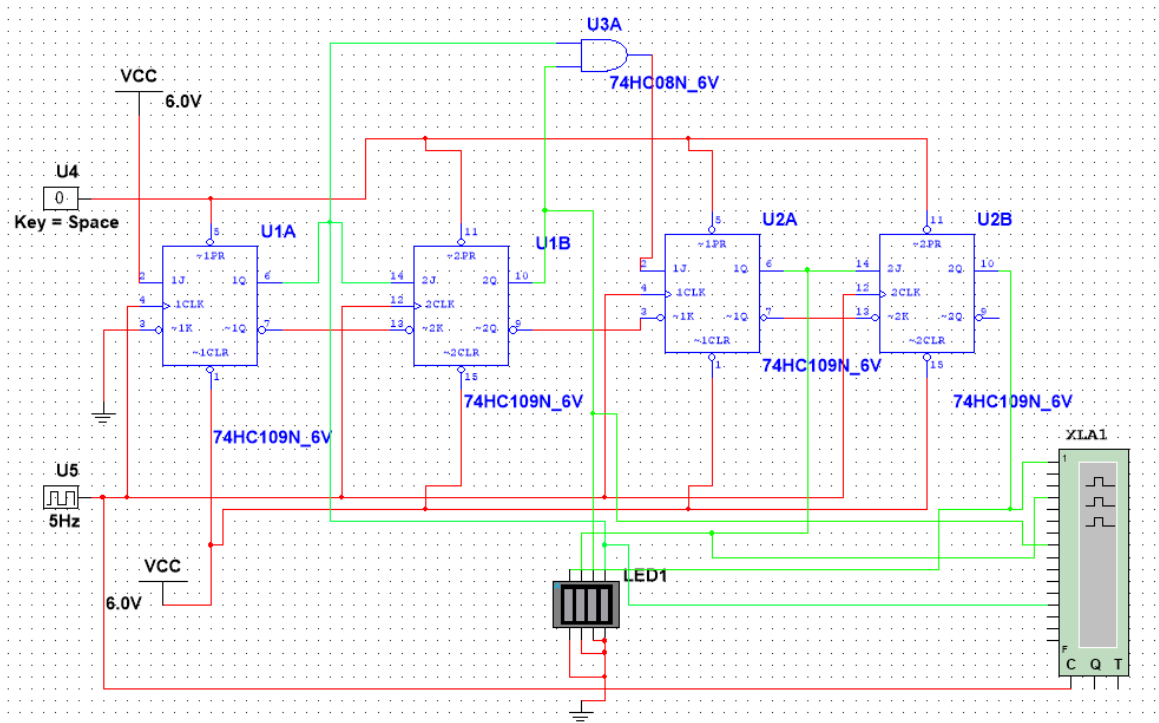 U3A
74HC08N_6V
VCC
6.0V
U4
0
Key = Space
U1A
5
~1PR
2
1J
1Q
6
4
1CLK
3
~1K
~1Q
7
~1CLR
1
74HC109N_6V
U1B
11
~2PR
14
2J
2Q
10
12
2CLK
13
~2K
~2Q
9
~2CLR
15
74HC109N_6V
U2A
5
~1PR
2
1J
1Q
6
4
1CLK
3
~1K
~1Q
7
~1CLR
1
74HC109N_6V
U2B
11
~2PR
14
2J
2Q
10
12
2CLK
13
~2K
~2Q
9
~2CLR
15
74HC109N_6V
U5
5Hz
VCC
6.0V
LED1
XLA1
1
F
C Q T